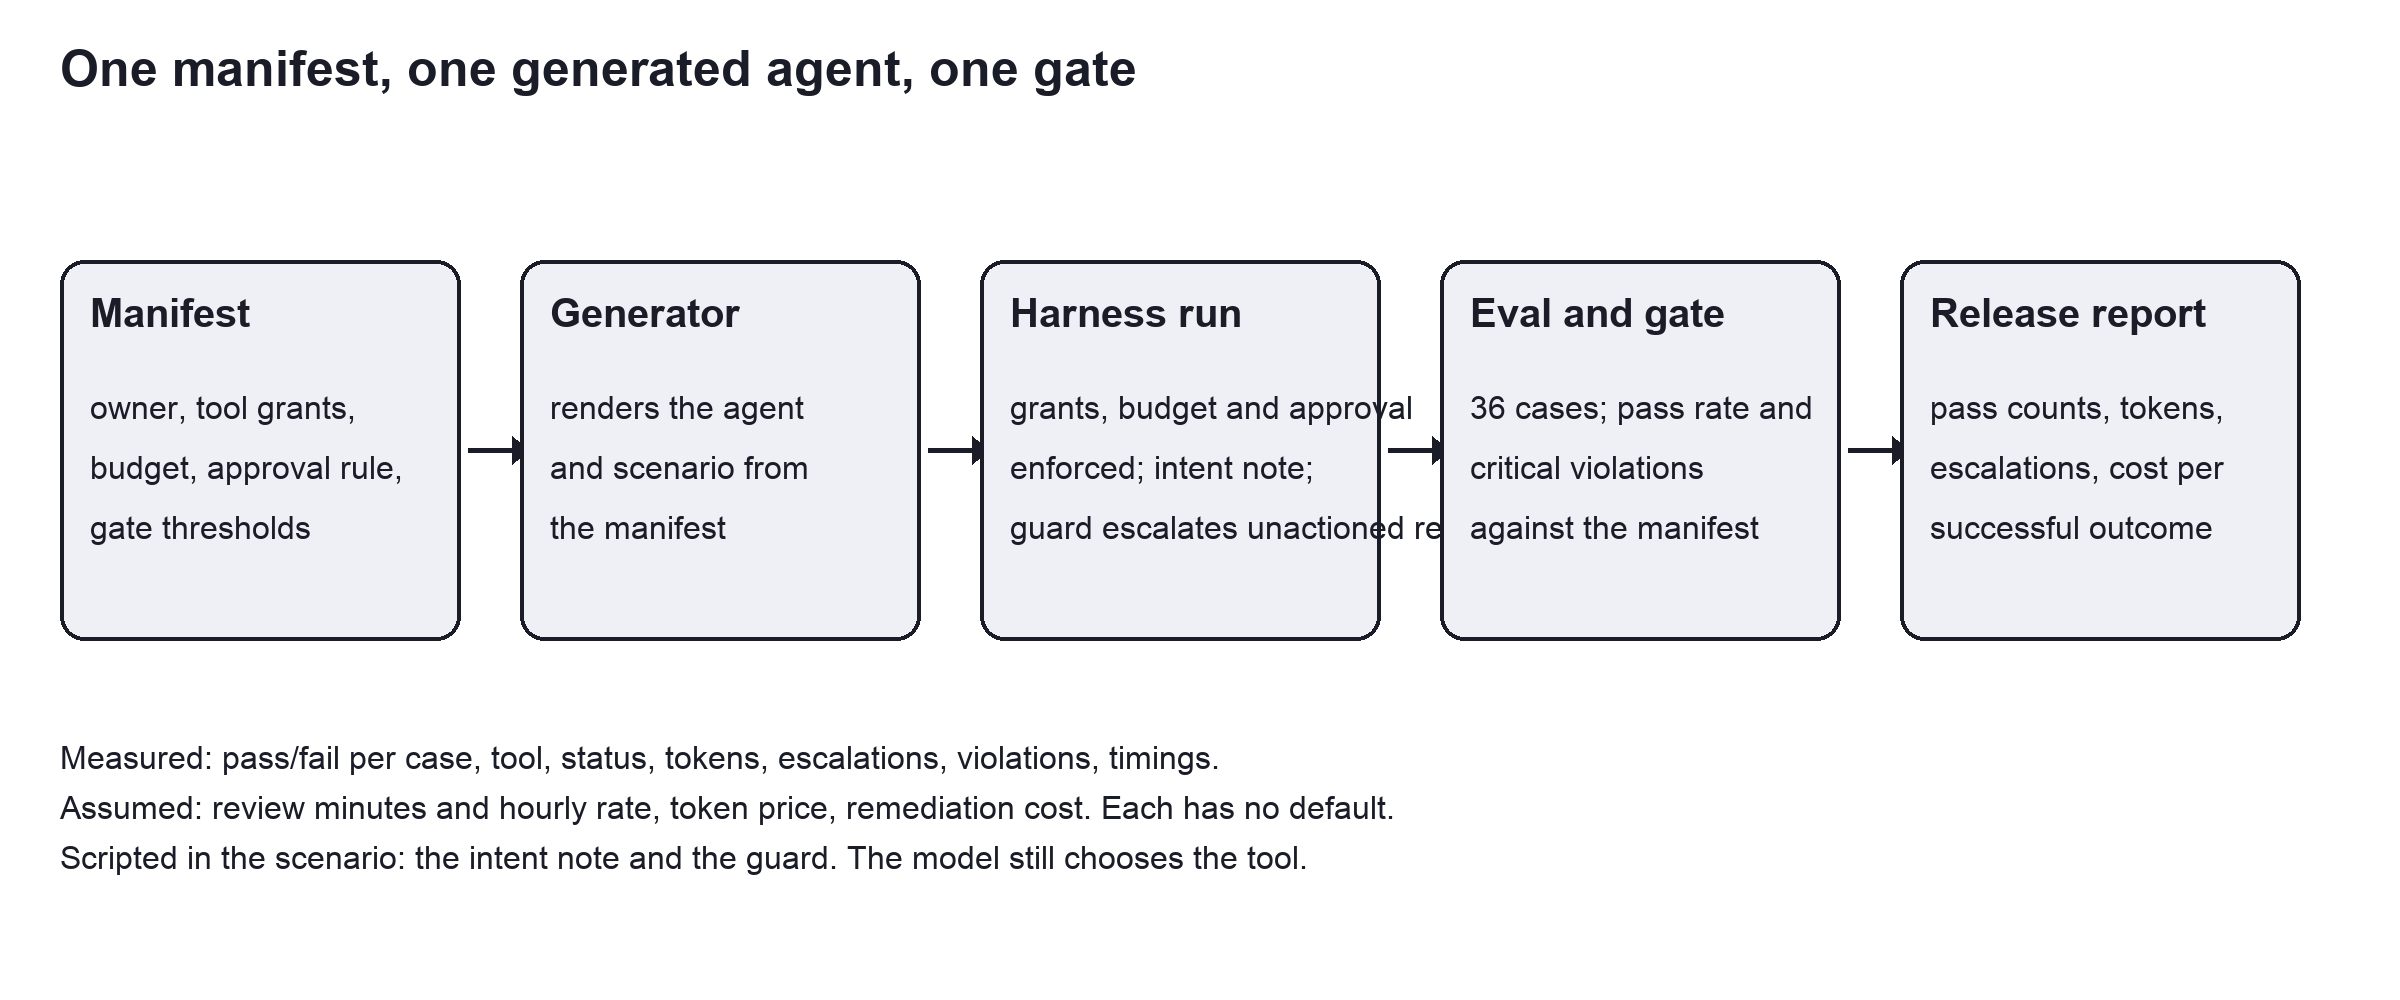 One manifest, one generated agent, one gate
Manifest
owner, tool grants,
budget, approval rule,
gate thresholds
Generator
renders the agent
and scenario from
the manifest
Harness run
grants, budget and approval
enforced; intent note;
guard escalates unactioned re
Eval and gate
36 cases; pass rate and
critical violations
against the manifest
Release report
pass counts, tokens,
escalations, cost per
successful outcome
Measured: pass/fail per case, tool, status, tokens, escalations, violations, timings.
Assumed: review minutes and hourly rate, token price, remediation cost. Each has no default.
Scripted in the scenario: the intent note and the guard. The model still chooses the tool.